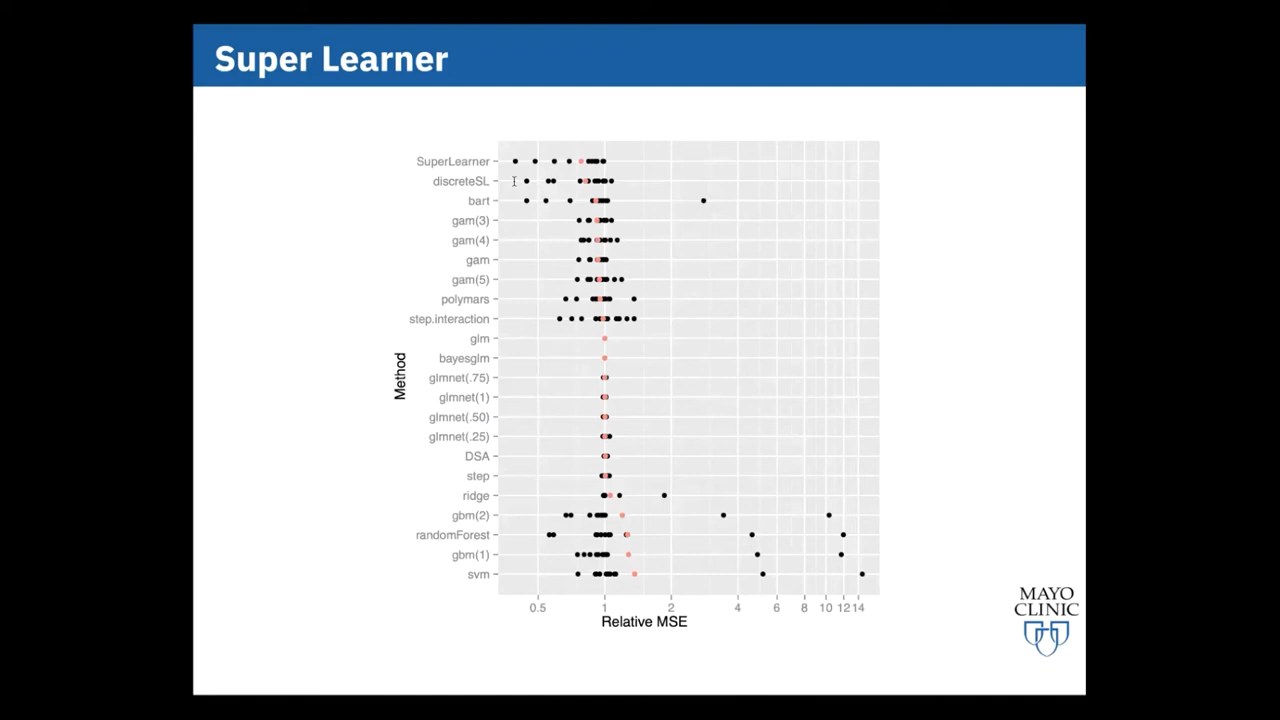 Super Learner
SuperLearner
discreteSL
bart
gam(3)
gam(4)
gam
gam(5)
polymars
step.interaction
glm
bayesglm
glmnet(.75)
glmnet(1)
glmnet(.50)
glmnet(.25)
DSA
step
ridge
gbm(2)
randomForest
gbm(1)
svm
Method
0.5 1 2 4 6 8 10 12 14
Relative MSE
MAYO
CLINIC